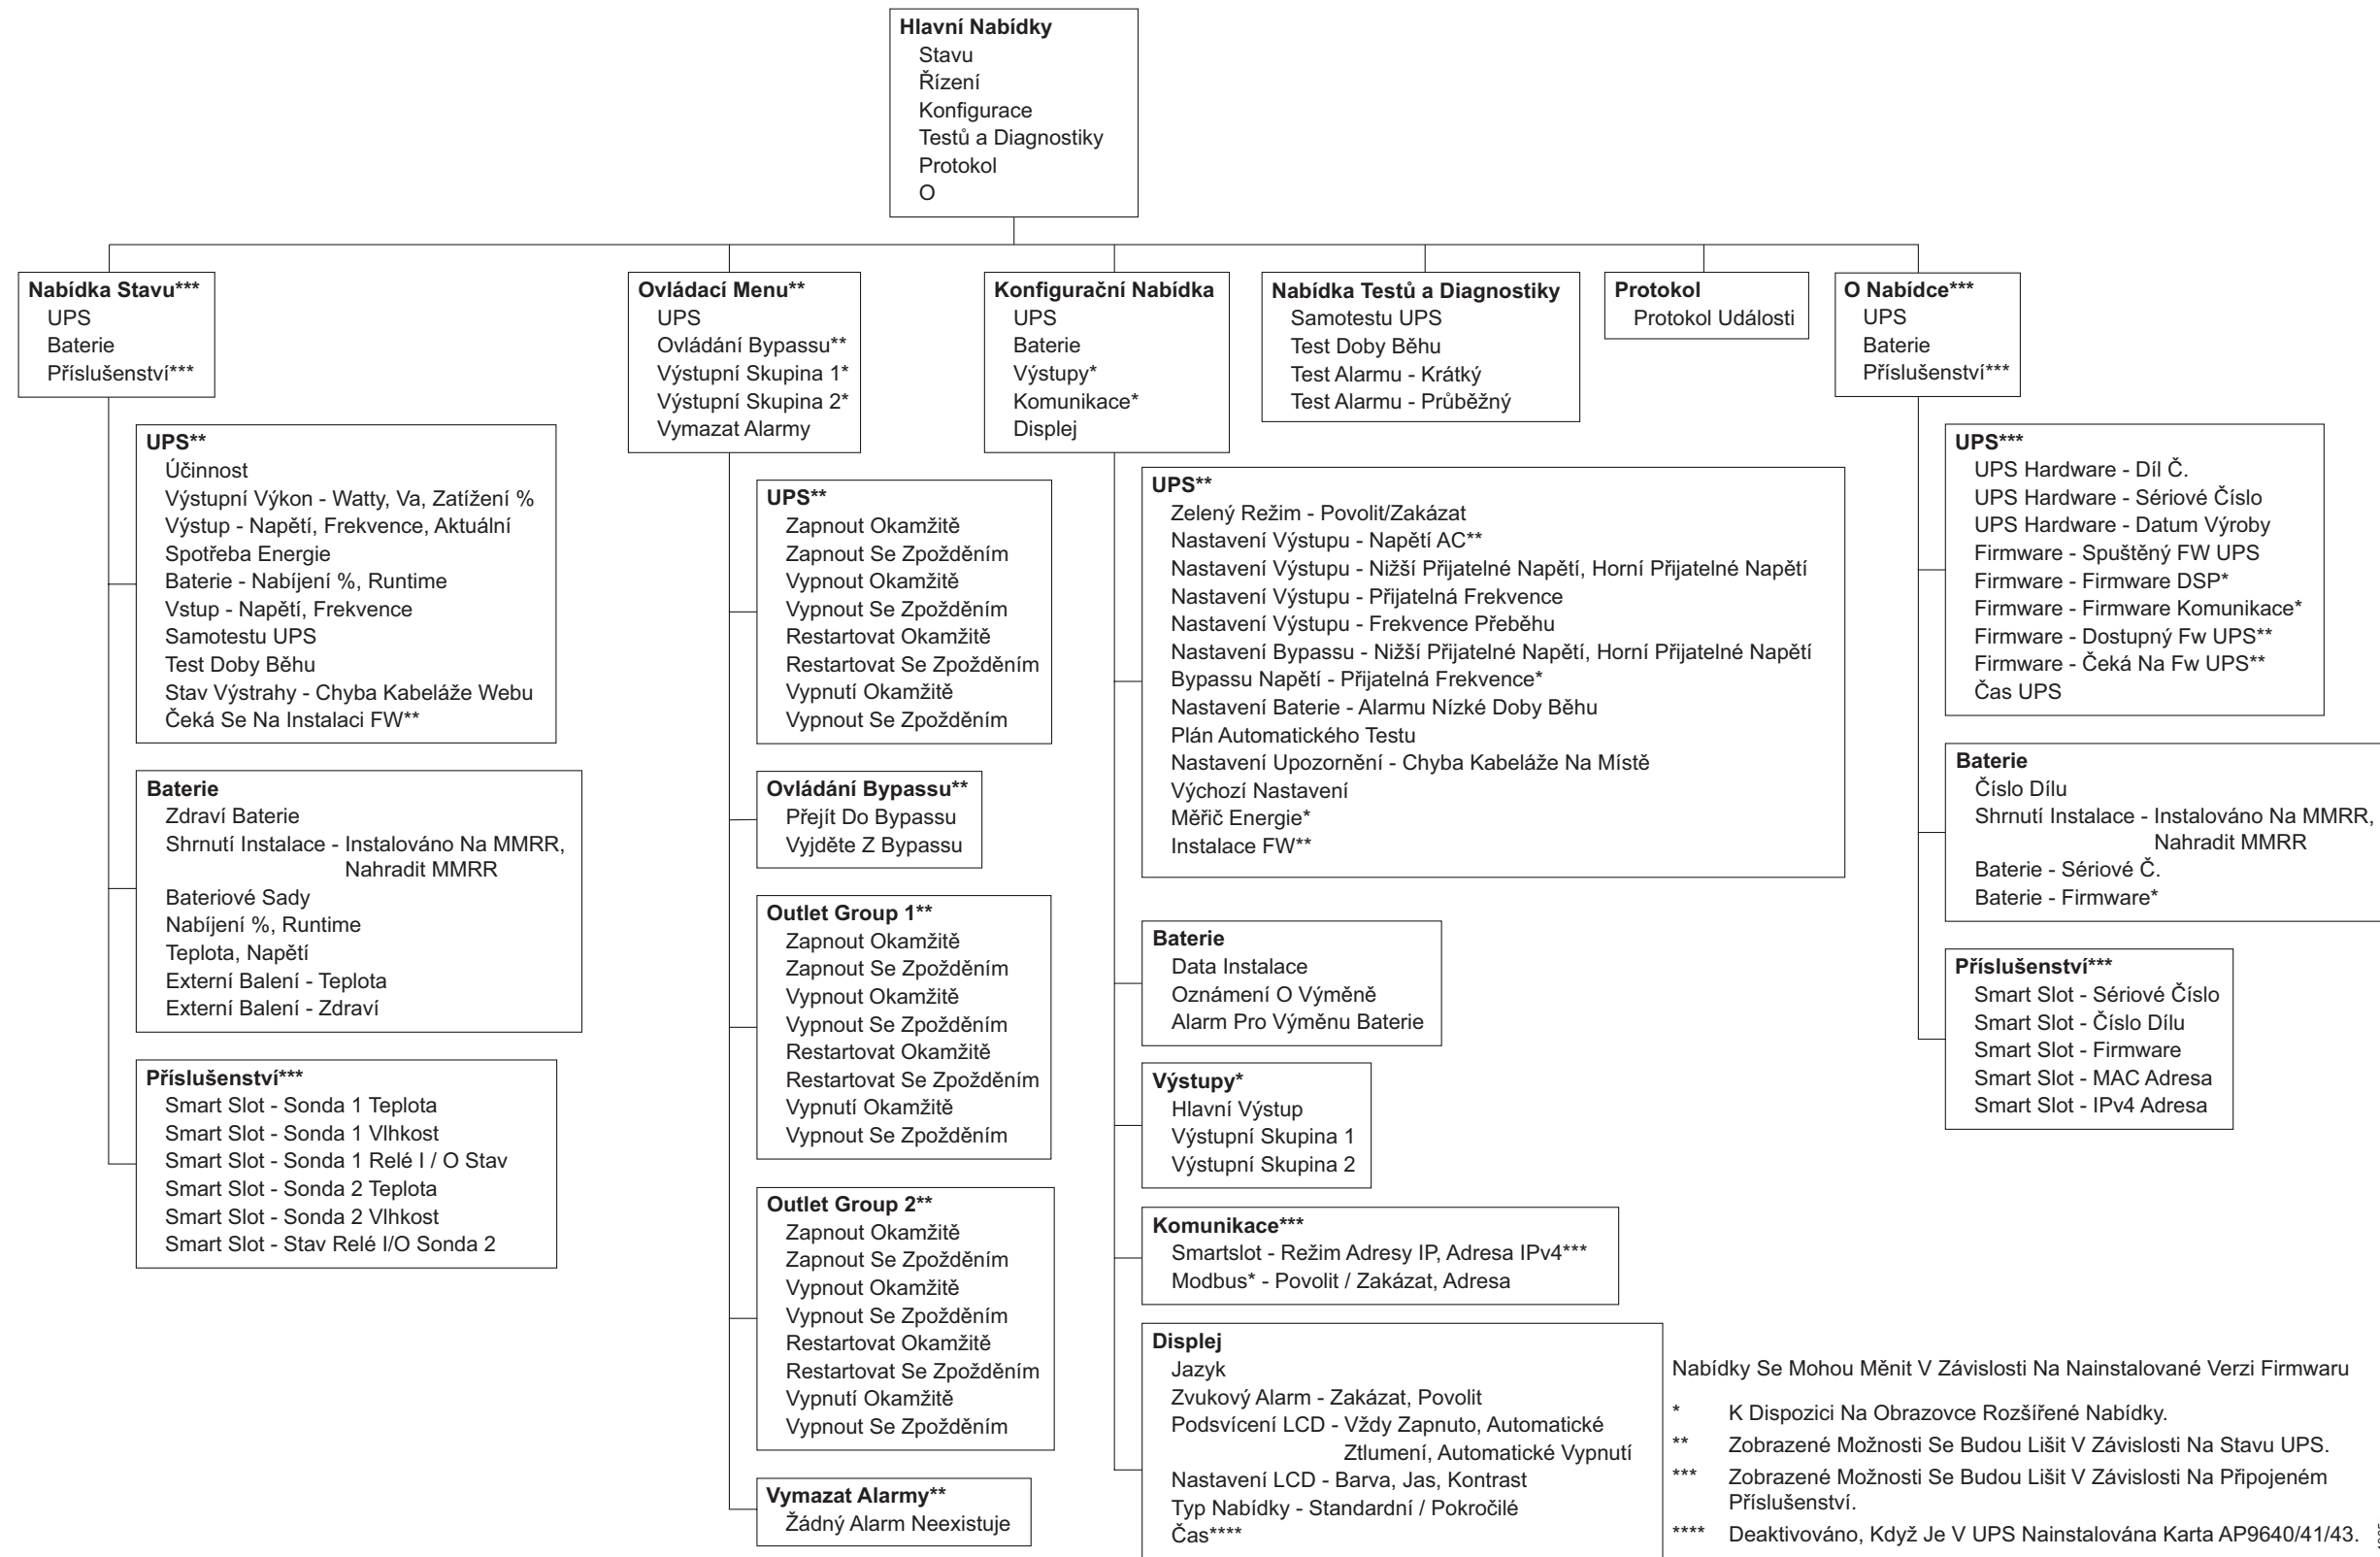 Hlavní Nabídky
Stavu
Řízení
Konfigurace
Testů a Diagnostiky
Protokol
O
Nabídka Stavu***
UPS
Baterie
Příslušenství***
UPS**
Účinnost
Výstupní Výkon - Watty, Va, Zatížení %
Výstup - Napětí, Frekvence, Aktuální
Spotřeba Energie
Baterie - Nabíjení %, Runtime
Vstup - Napětí, Frekvence
Samotestu UPS
Test Doby Běhu
Stav Výstrahy - Chyba Kabeláže Webu
Čeká Se Na Instalaci FW**
Baterie
Zdraví Baterie
Shrnutí Instalace - Instalováno Na MMRR,
Nahradit MMRR
Bateriové Sady
Nabíjení %, Runtime
Teplota, Napětí
Externí Balení - Teplota
Externí Balení - Zdraví
Příslušenství***
Smart Slot - Sonda 1 Teplota
Smart Slot - Sonda 1 Vlhkost
Smart Slot - Sonda 1 Relé I / O Stav
Smart Slot - Sonda 2 Teplota
Smart Slot - Sonda 2 Vlhkost
Smart Slot - Stav Relé I/O Sonda 2
Ovládací Menu**
UPS
Ovládání Bypassu**
Výstupní Skupina 1*
Výstupní Skupina 2*
Vymazat Alarmy
UPS**
Zapnout Okamžitě
Zapnout Se Zpožděním
Vypnout Okamžitě
Vypnout Se Zpožděním
Restartovat Okamžitě
Restartovat Se Zpožděním
Vypnutí Okamžitě
Vypnout Se Zpožděním
Ovládání Bypassu**
Přejít Do Bypassu
Vyjděte Z Bypassu
Outlet Group 1**
Zapnout Okamžitě
Zapnout Se Zpožděním
Vypnout Okamžitě
Vypnout Se Zpožděním
Restartovat Okamžitě
Restartovat Se Zpožděním
Vypnutí Okamžitě
Vypnout Se Zpožděním
Outlet Group 2**
Zapnout Okamžitě
Zapnout Se Zpožděním
Vypnout Okamžitě
Vypnout Se Zpožděním
Restartovat Okamžitě
Restartovat Se Zpožděním
Vypnutí Okamžitě
Vypnout Se Zpožděním
Vymazat Alarmy**
Žádný Alarm Neexistuje
Konfigurační Nabídka
UPS
Baterie
Výstupy*
Komunikace*
Displej
UPS**
Zelený Režim - Povolit/Zakázat
Nastavení Výstupu - Napětí AC**
Nastavení Výstupu - Nižší Přijatelné Napětí, Horní Přijatelné Napětí
Nastavení Výstupu - Přijatelná Frekvence
Nastavení Výstupu - Frekvence Přeběhu
Nastavení Bypassu - Nižší Přijatelné Napětí, Horní Přijatelné Napětí
Bypassu Napětí - Přijatelná Frekvence*
Nastavení Baterie - Alarmu Nízké Doby Běhu
Plán Automatického Testu
Nastavení Upozornění - Chyba Kabeláže Na Místě
Výchozí Nastavení
Měřič Energie*
Instalace FW**
Baterie
Data Instalace
Oznámení O Výměně
Alarm Pro Výměnu Baterie
Výstupy*
Hlavní Výstup
Výstupní Skupina 1
Výstupní Skupina 2
Komunikace***
Smartslot - Režim Adresy IP, Adresa IPv4***
Modbus* - Povolit / Zakázat, Adresa
Displej
Jazyk
Zvukový Alarm - Zakázat, Povolit
Podsvícení LCD - Vždy Zapnuto, Automatické
Ztlumení, Automatické Vypnutí
Nastavení LCD - Barva, Jas, Kontrast
Typ Nabídky - Standardní / Pokročilé
Čas****
Nabídka Testů a Diagnostiky
Samotestu UPS
Test Doby Běhu
Test Alarmu - Krátký
Test Alarmu - Průběžný
Protokol
Protokol Události
O Nabídce***
UPS
Baterie
Příslušenství***
UPS***
UPS Hardware - Díl Č.
UPS Hardware - Sériové Číslo
UPS Hardware - Datum Výroby
Firmware - Spuštěný FW UPS
Firmware - Firmware DSP*
Firmware - Firmware Komunikace*
Firmware - Dostupný Fw UPS**
Firmware - Čeká Na Fw UPS**
Čas UPS
Baterie
Číslo Dílu
Shrnutí Instalace - Instalováno Na MMRR,
Nahradit MMRR
Baterie - Sériové Č.
Baterie - Firmware*
Příslušenství***
Smart Slot - Sériové Číslo
Smart Slot - Číslo Dílu
Smart Slot - Firmware
Smart Slot - MAC Adresa
Smart Slot - IPv4 Adresa
Nabídky Se Mohou Měnit V Závislosti Na Nainstalované Verzi Firmwaru
* K Dispozici Na Obrazovce Rozšířené Nabídky.
** Zobrazené Možnosti Se Budou Lišit V Závislosti Na Stavu UPS.
*** Zobrazené Možnosti Se Budou Lišit V Závislosti Na Připojeném
Příslušenství.
**** Deaktivováno, Když Je V UPS Nainstalována Karta AP9640/41/43.